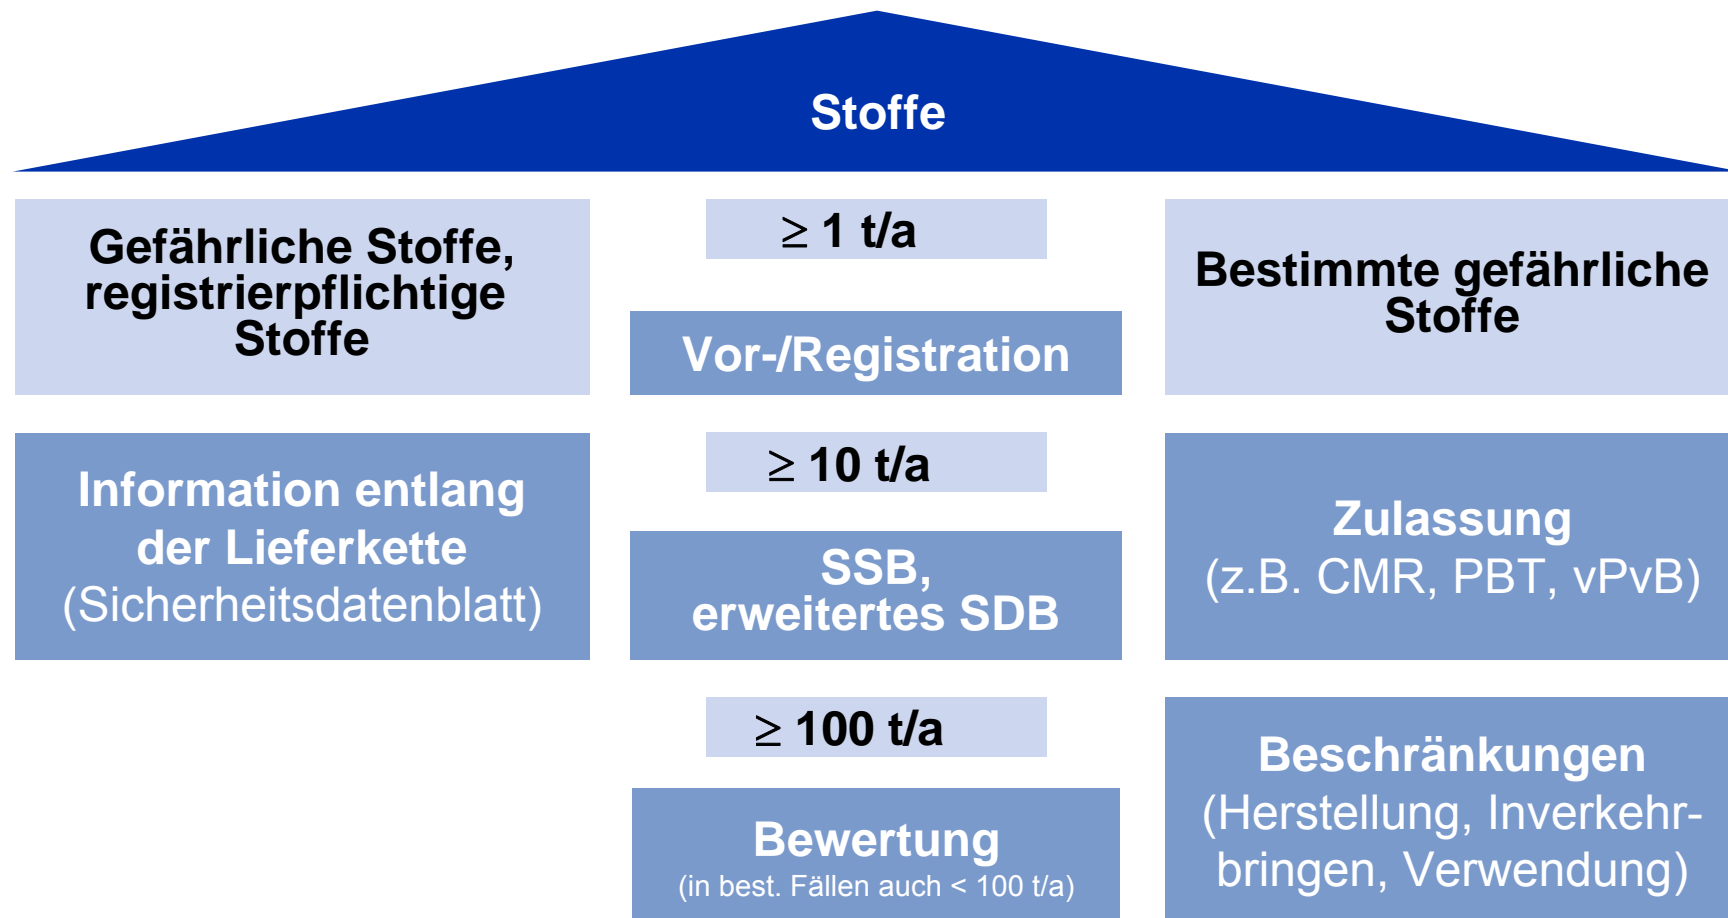 Stoffe
Gefährliche Stoffe,
registrierpflichtige
Stoffe
Information entlang
der Lieferkette
(Sicherheitsdatenblatt)
≥ 1 t/a
Vor-/Registration
≥ 10 t/a
SSB,
erweitertes SDB
≥ 100 t/a
Bewertung
(in best. Fällen auch < 100 t/a)
Bestimmte gefährliche
Stoffe
Zulassung
(z.B. CMR, PBT, vPvB)
Beschränkungen
(Herstellung, Inverkehr-
bringen, Verwendung)